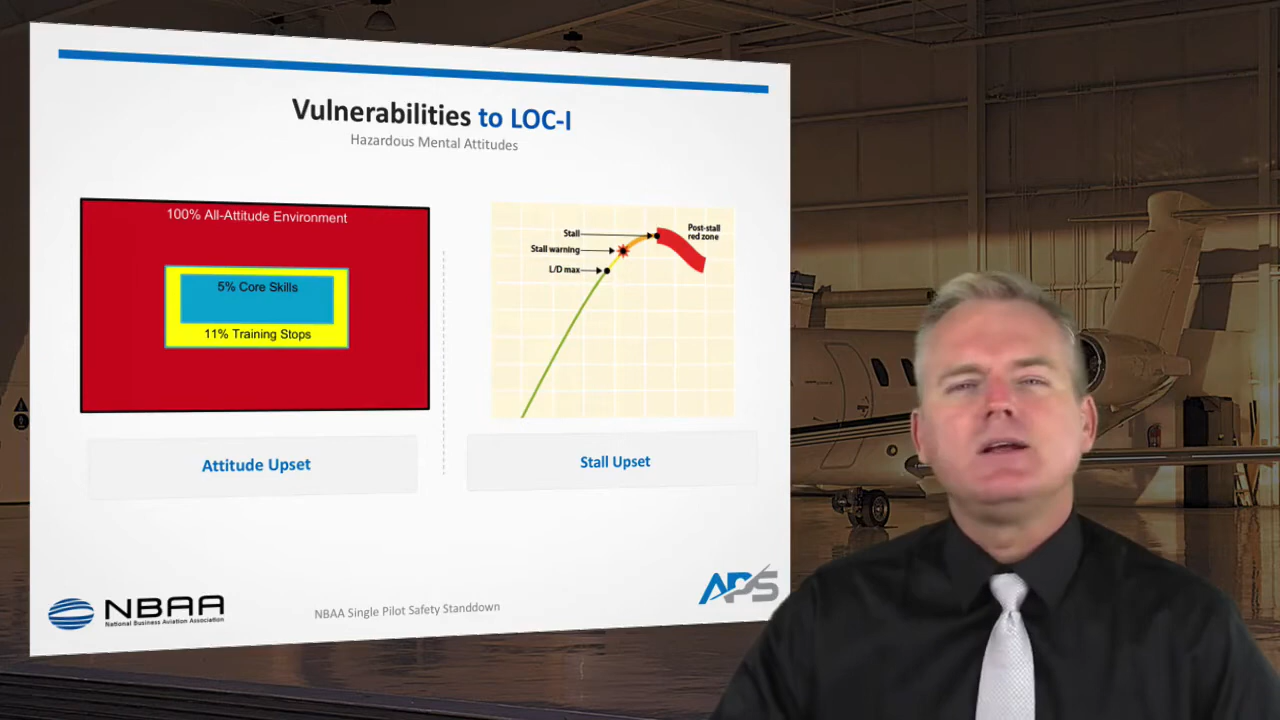 Vulnerabilities to LOC-I
Hazardous Mental Attitudes
100% All-Attitude Environment
5% Core Skills
11% Training Stops
Attitude Upset
Stall
Stall warning
L/D max
Post-stall
red zone
Stall Upset
NBAA
National Business Aviation Association
NBAA Single Pilot Safety Standdown
APS